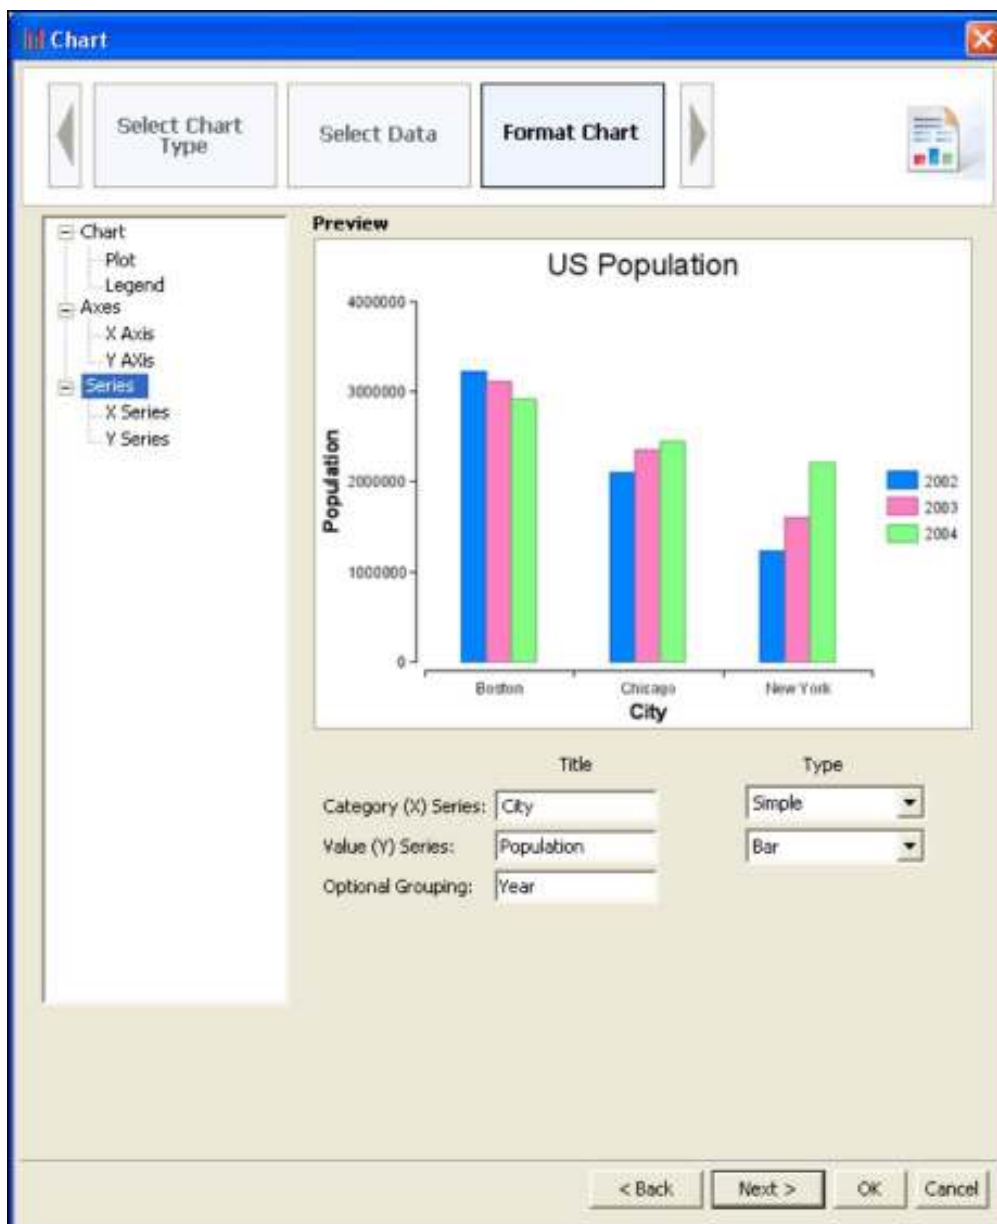 Chart
Select Chart
Type
Select Data
Format Chart
Chart
Plot
Legend
Axes
X Axis
Y AXis
Series
X Series
Y Series
Preview
US Population
4000000
3000000
2000000
1000000
0
Population
Boston
Chicago
New York
City
2002
2003
2004
Title
Type
Category (X) Series:
City
Simple
Value (Y) Series:
Population
Bar
Optional Grouping:
Year
< Back
Next >
OK
Cancel